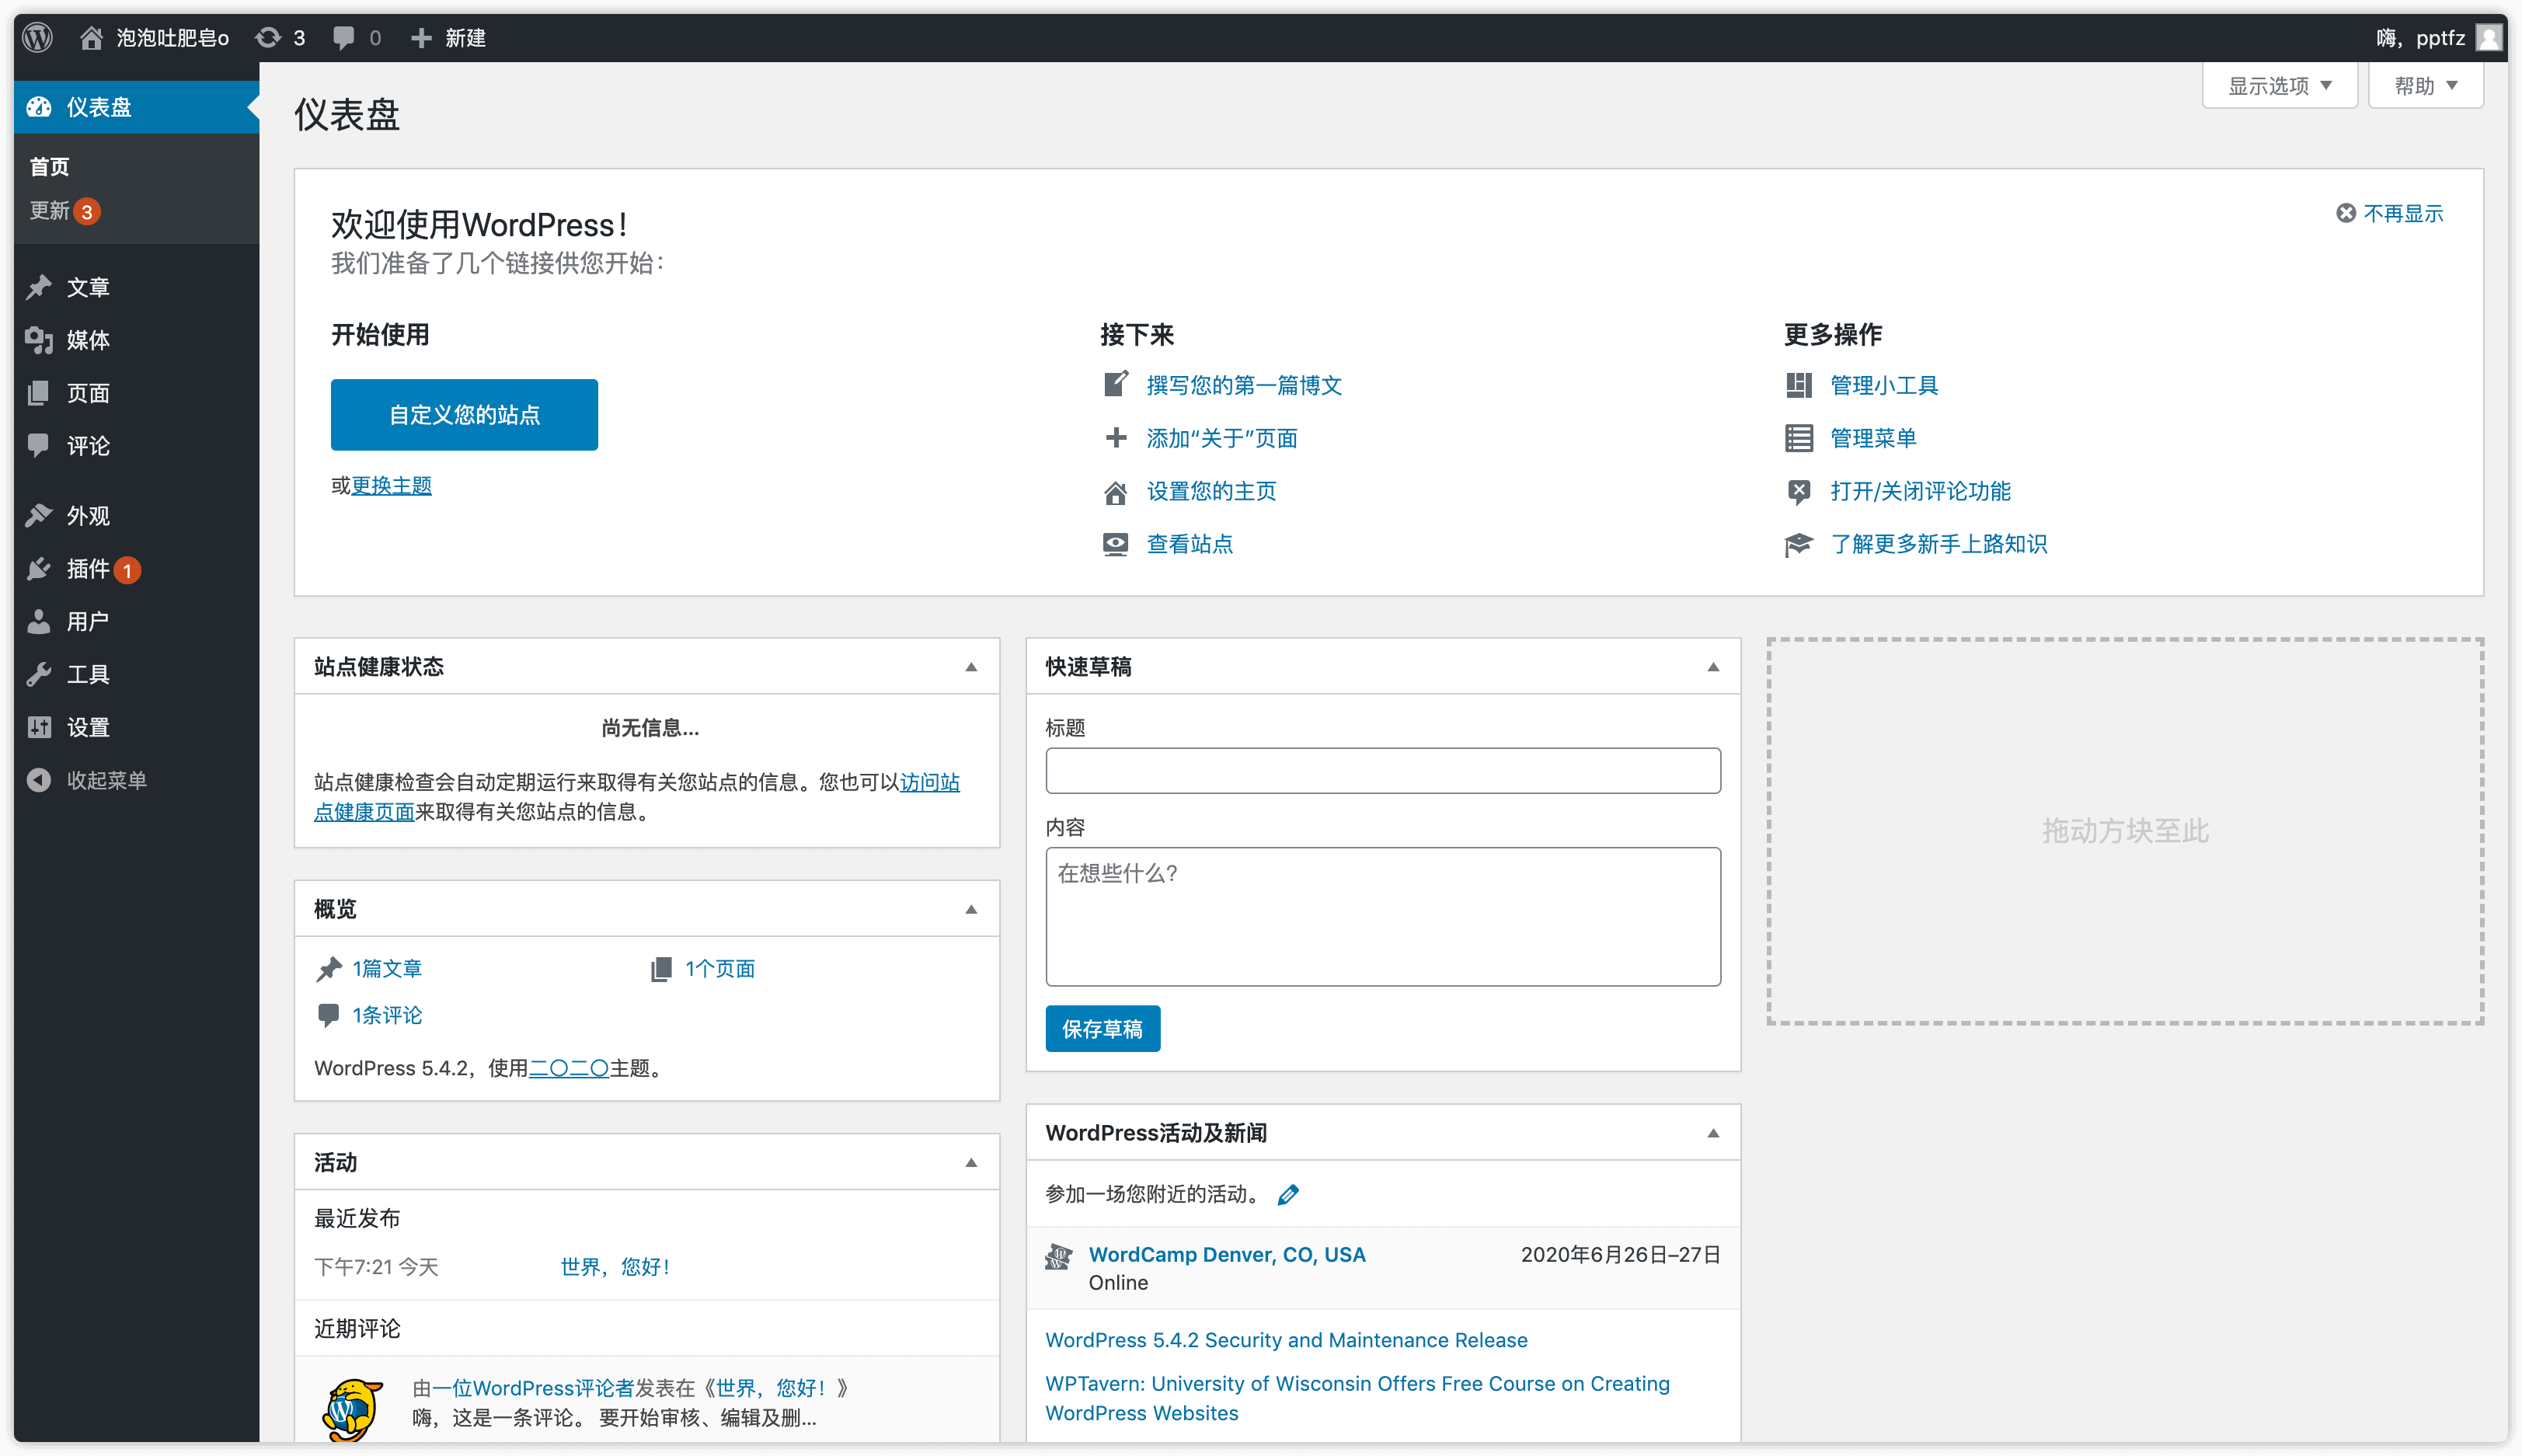 泡泡吐肥皂o 3 0 新建 嗨，pptfz
仪表盘
首页
更新 3
文章
媒体
页面
评论
外观
插件 1
用户
工具
设置
收起菜单
显示选项 帮助
仪表盘
欢迎使用WordPress！
不再显示
我们准备了几个链接供您开始：
开始使用
自定义您的站点
或更换主题
接下来
撰写您的第一篇博文
添加“关于”页面
设置您的主页
查看站点
更多操作
管理小工具
管理菜单
打开/关闭评论功能
了解更多新手上路知识
站点健康状态
尚无信息…
站点健康检查会自动定期运行来取得有关您站点的信息。您也可以访问站
点健康页面来取得有关您站点的信息。
概览
1篇文章 1个页面
1条评论
WordPress 5.4.2，使用二〇二〇主题。
活动
最近发布
下午7:21 今天 世界，您好！
近期评论
由一位WordPress评论者发表在《世界，您好！》
嗨，这是一条评论。 要开始审核、编辑及删…
快速草稿
标题
内容
在想些什么？
保存草稿
WordPress活动及新闻
参加一场您附近的活动。
WordCamp Denver, CO, USA 2020年6月26日–27日
Online
WordPress 5.4.2 Security and Maintenance Release
WPTavern: University of Wisconsin Offers Free Course on Creating
WordPress Websites
拖动方块至此